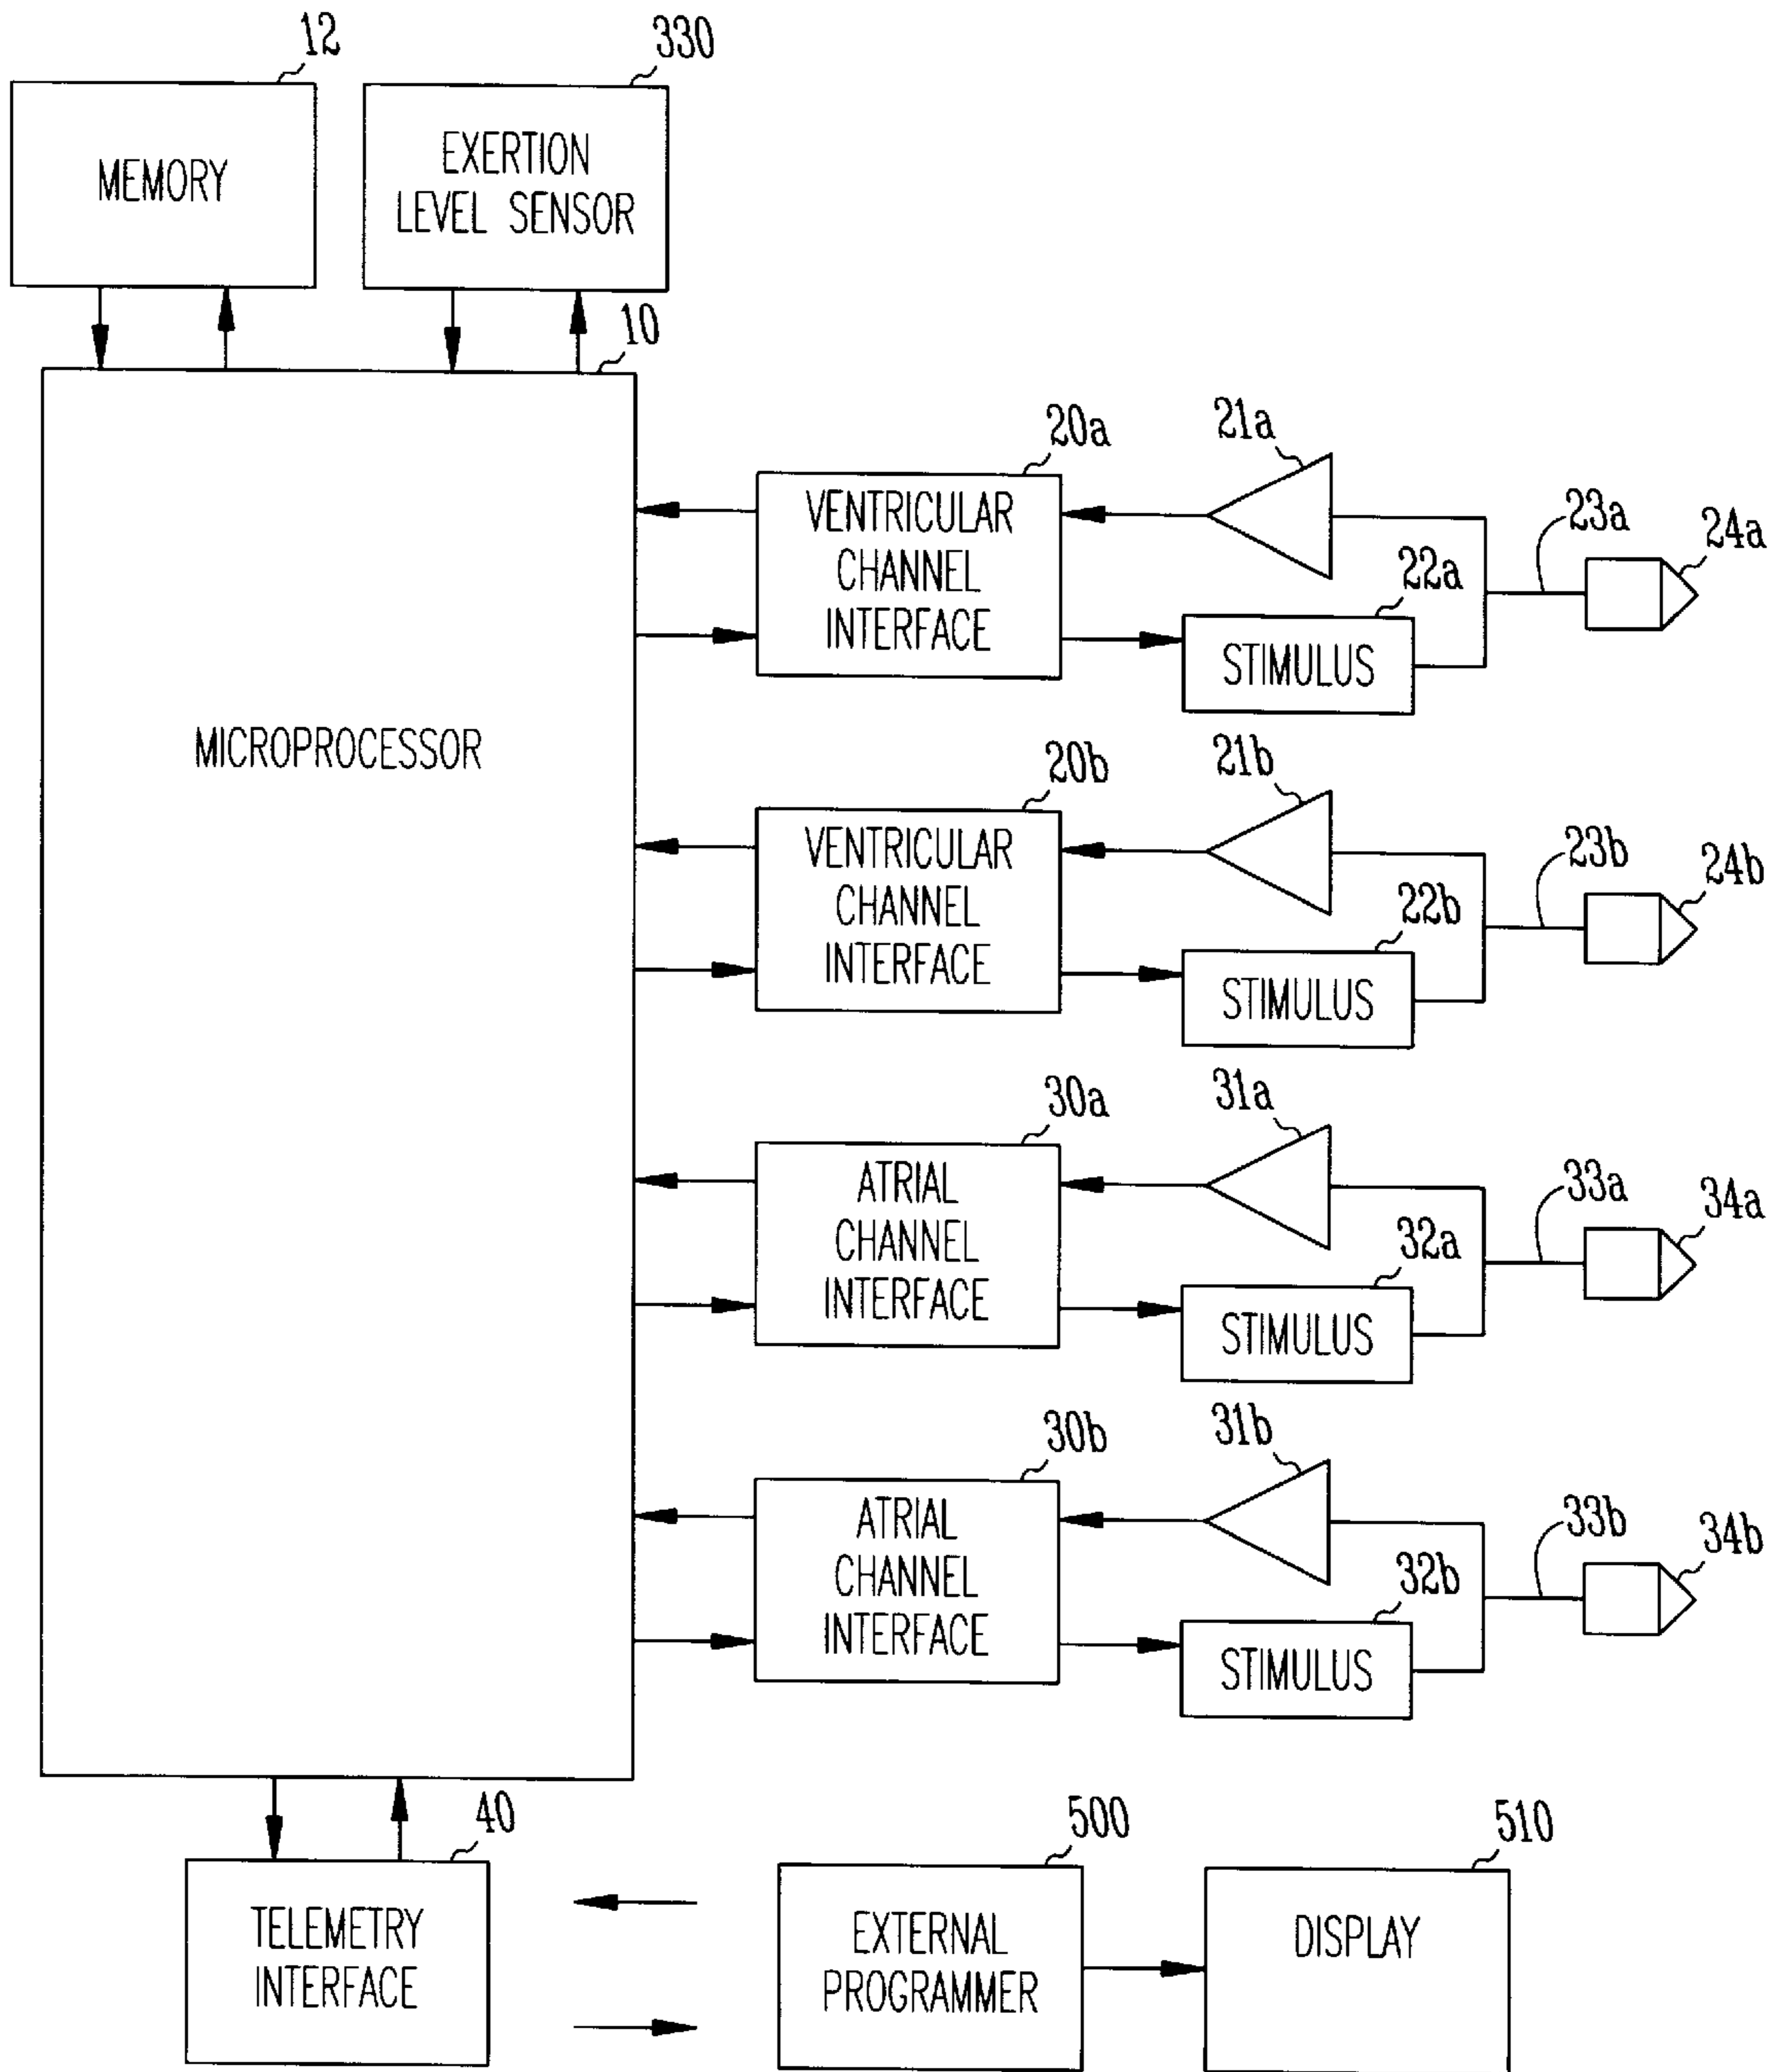 12
330
MEMORY
EXERTION
LEVEL SENSOR
10
MICROPROCESSOR
20a
VENTRICULAR
CHANNEL
INTERFACE
21a
22a
STIMULUS
23a
24a
20b
VENTRICULAR
CHANNEL
INTERFACE
21b
22b
STIMULUS
23b
24b
30a
ATRIAL
CHANNEL
INTERFACE
31a
32a
STIMULUS
33a
34a
30b
ATRIAL
CHANNEL
INTERFACE
31b
32b
STIMULUS
33b
34b
40
TELEMETRY
INTERFACE
500
EXTERNAL
PROGRAMMER
510
DISPLAY